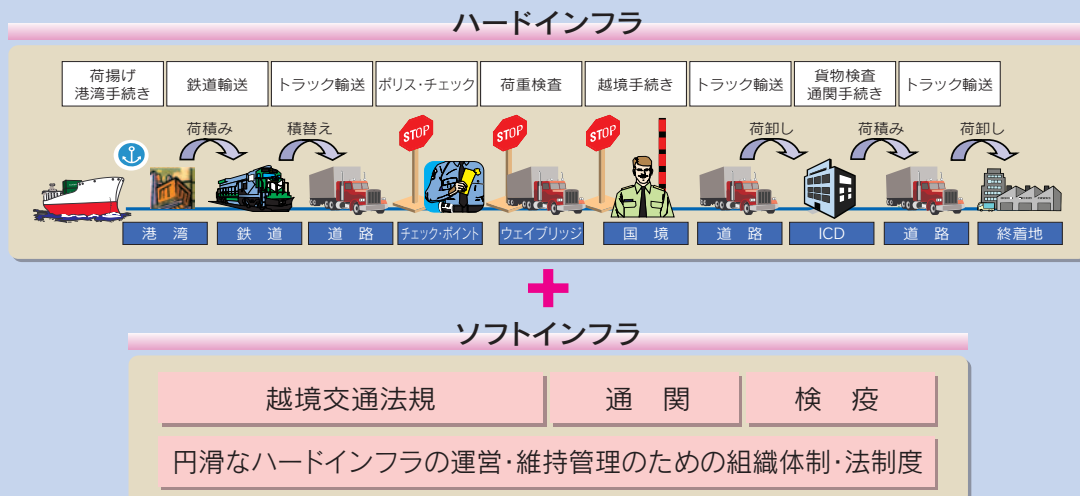 ハードインフラ
荷揚げ
港湾手続き
鉄道輸送
トラック輸送
ポリス・チェック
荷重検査
越境手続き
トラック輸送
貨物検査
通関手続き
トラック輸送
荷積み
積替え
STOP
STOP
STOP
荷卸し
荷積み
荷卸し
港 湾
鉄 道
道 路
チェック・ポイント
ウェイブリッジ
国 境
道 路
ICD
道 路
終着地
+
ソフトインフラ
越境交通法規
通 関
検 疫
円滑なハードインフラの運営・維持管理のための組織体制・法制度